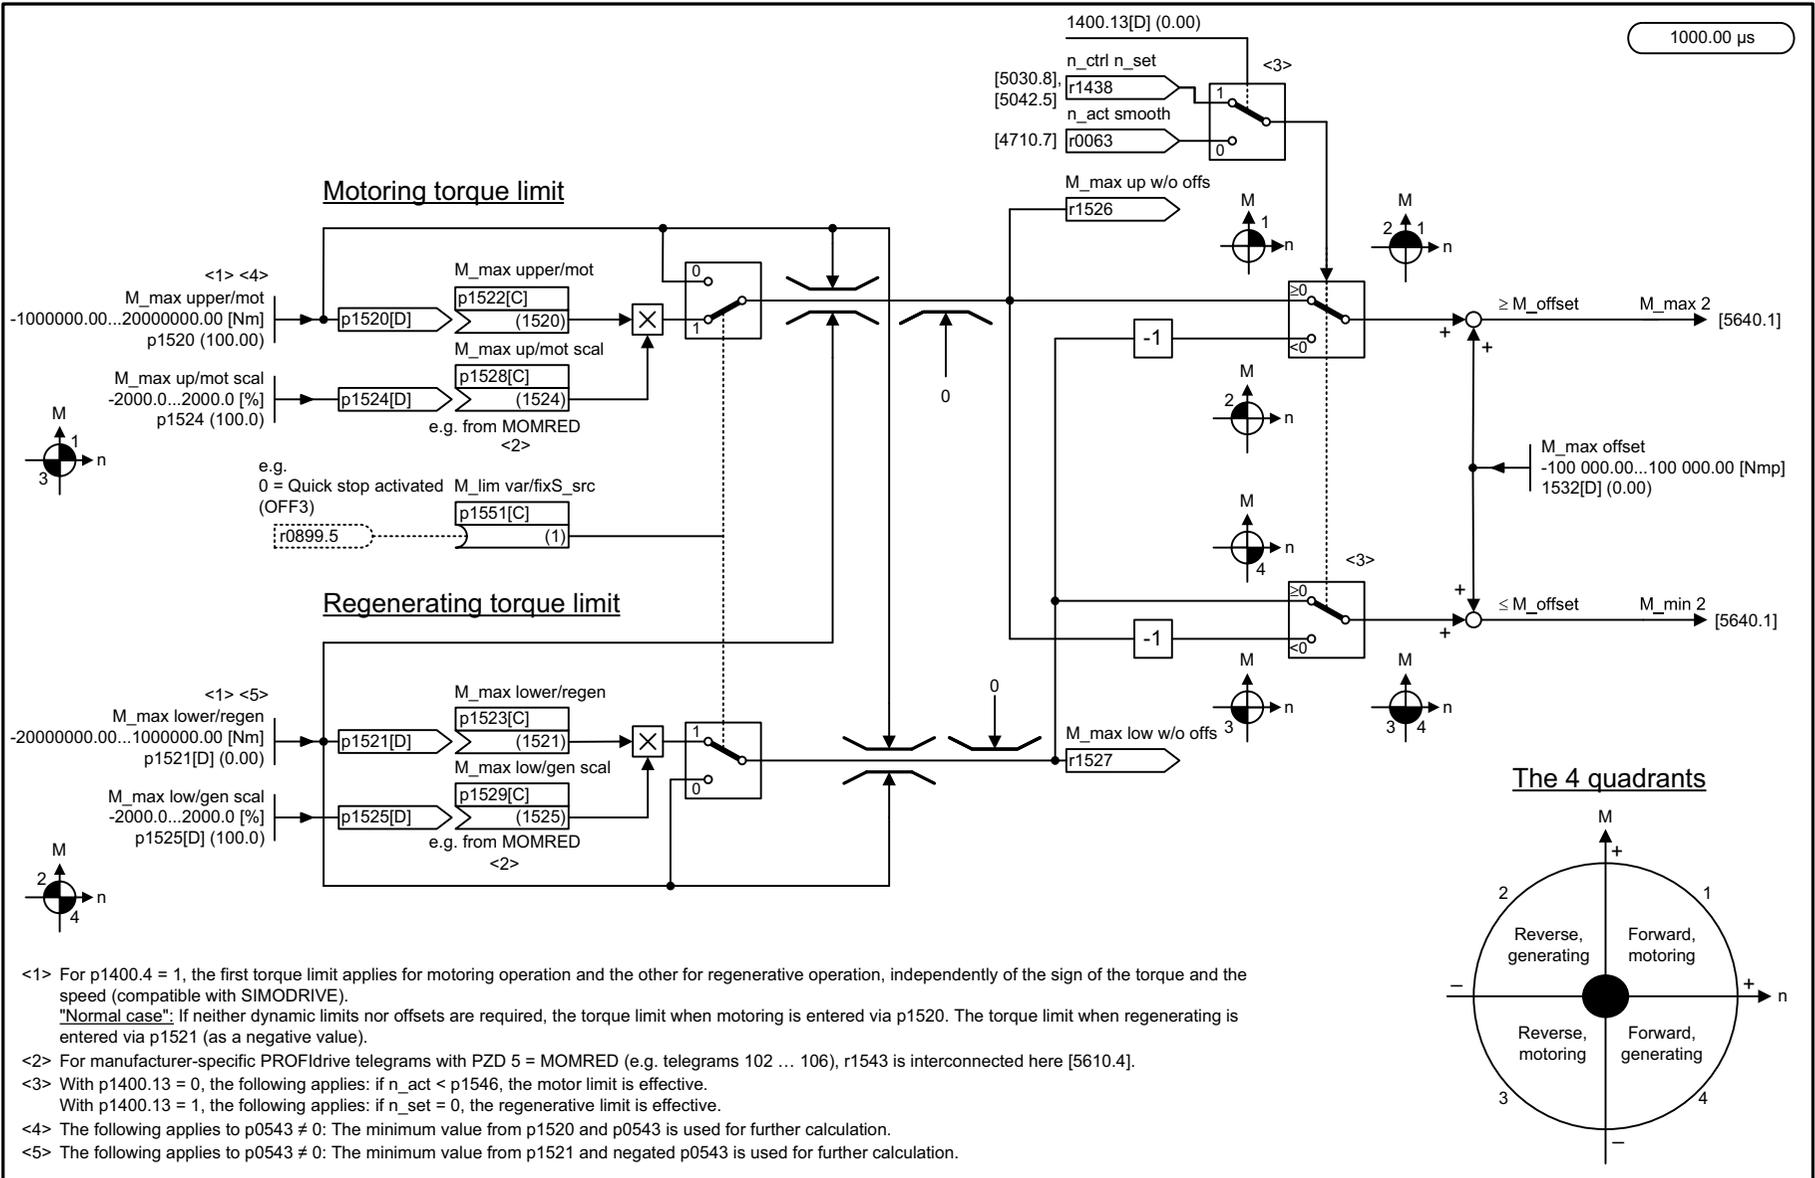 1400.13[D] (0.00)
1000.00 µs
n_ctrl n_set
<3>
[5030.8],
[5042.5]
r1438
1
n_act smooth
[4710.7]
r0063
0
M_max up w/o offs
r1526
Motoring torque limit
M
1
n
M
2 1
n
<1> <4>
M_max upper/mot
-1000000.00...20000000.00 [Nm]
p1520 (100.00)
p1520[D]
M_max upper/mot
p1522[C]
(1520)
M_max up/mot scal
-2000.0...2000.0 [%]
p1524 (100.0)
p1524[D]
M_max up/mot scal
p1528[C]
(1524)
e.g. from MOMRED
<2>
0
1
0
≥0
<0
-1
+
+
≥ M_offset
M_max 2
[5640.1]
M
1
n
3
M
2
n
e.g.
0 = Quick stop activated
(OFF3)
r0899.5
M_lim var/fixS_src
p1551[C]
(1)
M_max offset
-100 000.00...100 000.00 [Nmp]
1532[D] (0.00)
M
n
4
<3>
Regenerating torque limit
≥0
<0
-1
+
+
≤ M_offset
M_min 2
[5640.1]
M
n
3
M
n
3 4
<1> <5>
M_max lower/regen
-20000000.00...1000000.00 [Nm]
p1521[D] (0.00)
p1521[D]
M_max lower/regen
p1523[C]
(1521)
M_max low/gen scal
-2000.0...2000.0 [%]
p1525[D] (100.0)
p1525[D]
M_max low/gen scal
p1529[C]
(1525)
e.g. from MOMRED
<2>
1
0
0
M_max low w/o offs
r1527
M
2
n
4
The 4 quadrants
M
+
2
1
Reverse,
generating
Forward,
motoring
–
+
n
Reverse,
motoring
Forward,
generating
3
4
–
<1> For p1400.4 = 1, the first torque limit applies for motoring operation and the other for regenerative operation, independently of the sign of the torque and the
speed (compatible with SIMODRIVE).
"Normal case": If neither dynamic limits nor offsets are required, the torque limit when motoring is entered via p1520. The torque limit when regenerating is
entered via p1521 (as a negative value).
<2> For manufacturer-specific PROFIdrive telegrams with PZD 5 = MOMRED (e.g. telegrams 102 … 106), r1543 is interconnected here [5610.4].
<3> With p1400.13 = 0, the following applies: if n_act < p1546, the motor limit is effective.
With p1400.13 = 1, the following applies: if n_set = 0, the regenerative limit is effective.
<4> The following applies to p0543 ≠ 0: The minimum value from p1520 and p0543 is used for further calculation.
<5> The following applies to p0543 ≠ 0: The minimum value from p1521 and negated p0543 is used for further calculation.